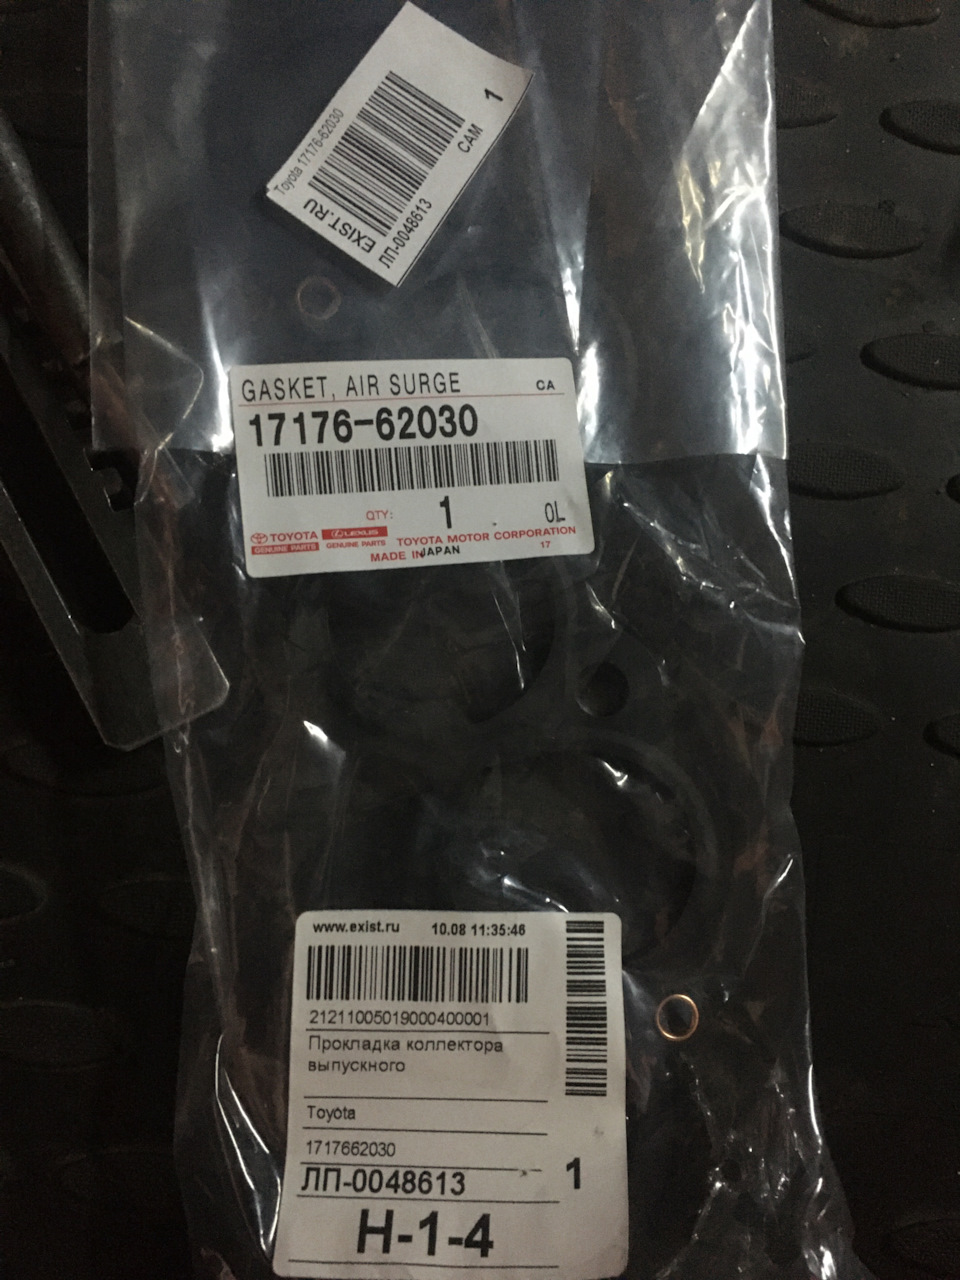 Toyota 17176-62030
EXIST.RU
ЛП-0048613
САМ
1
GASKET, AIR SURGE CA
17176-62030
QTY: 1 OL
TOYOTA LEXUS TOYOTA MOTOR CORPORATION
GENUINE PARTS GENUINE PARTS 17
MADE IN JAPAN
www.exist.ru 10.08 11:35:46
21211005019000400001
Прокладка коллектора
выпускного
Toyota
1717662030
ЛП-0048613
1
Н-1-4